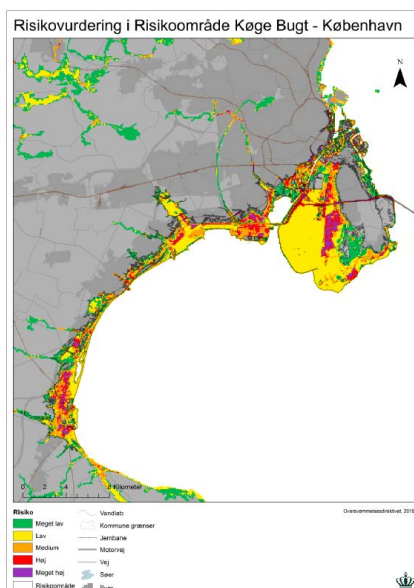 Risikovurdering i Risikoområde Køge Bugt - København
N
0 2 4 8 Kilometer
Oversvømmelsesdirektivet, 2018
Risiko
Meget lav
Lav
Medium
Høj
Meget høj
Risikoområde
Vandløb
Kommune grænser
Jernbane
Motorvej
Vej
Søer